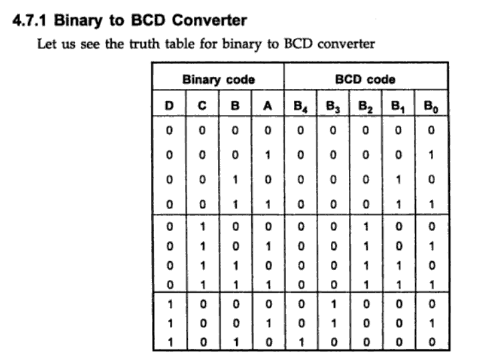 4.7.1 Binary to BCD Converter
Let us see the truth table for binary to BCD converter
Binary code BCD code
D C B A B₄ B₃ B₂ B₁ B₀
0 0 0 0 0 0 0 0 0
0 0 0 1 0 0 0 0 1
0 0 1 0 0 0 0 1 0
0 0 1 1 0 0 0 1 1
0 1 0 0 0 0 1 0 0
0 1 0 1 0 0 1 0 1
0 1 1 0 0 0 1 1 0
0 1 1 1 0 0 1 1 1
1 0 0 0 0 1 0 0 0
1 0 0 1 0 1 0 0 1
1 0 1 0 1 0 0 0 0